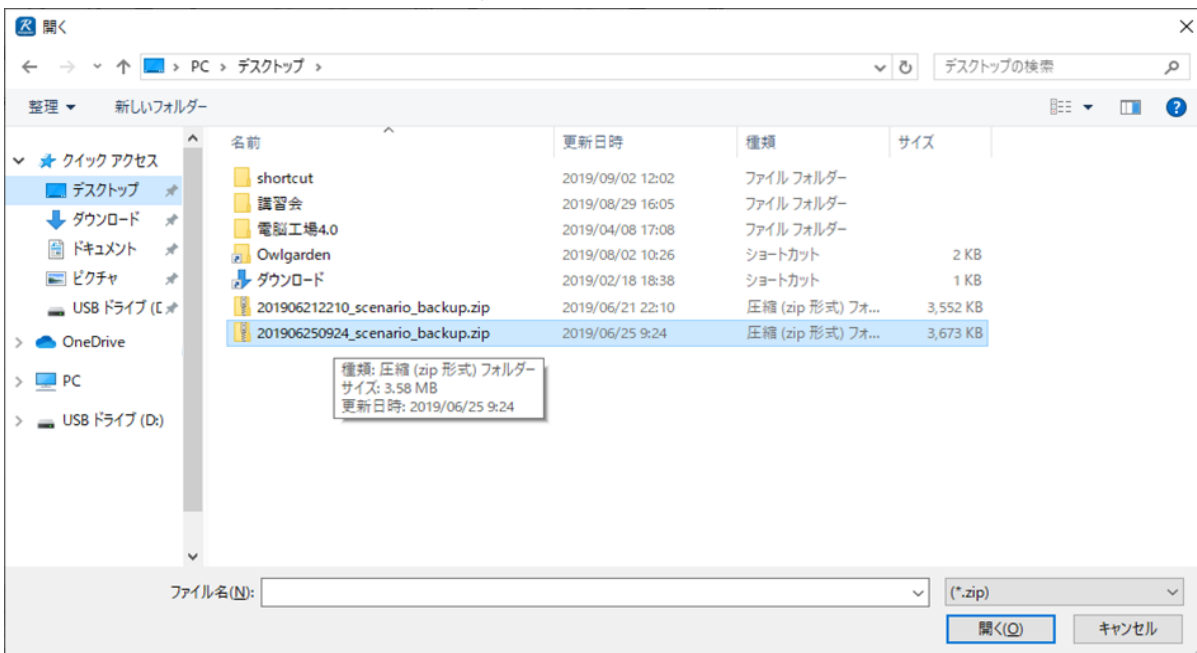 開く
PC › デスクトップ ›
デスクトップの検索
整理 新しいフォルダー
名前 更新日時 種類 サイズ
クイック アクセス
デスクトップ
ダウンロード
ドキュメント
ピクチャ
USB ドライブ (D
OneDrive
PC
USB ドライブ (D:)
shortcut 2019/09/02 12:02 ファイル フォルダー
講習会 2019/08/29 16:05 ファイル フォルダー
電脳工場4.0 2019/04/08 17:08 ファイル フォルダー
Owlgarden 2019/08/02 10:26 ショートカット 2 KB
ダウンロード 2019/02/18 18:38 ショートカット 1 KB
201906212210_scenario_backup.zip 2019/06/21 22:10 圧縮 (zip 形式) フォ... 3,552 KB
201906250924_scenario_backup.zip 2019/06/25 9:24 圧縮 (zip 形式) フォ... 3,673 KB
種類: 圧縮 (zip 形式) フォルダー
サイズ: 3.58 MB
更新日時: 2019/06/25 9:24
ファイル名(N): (*.zip)
開く(O) キャンセル